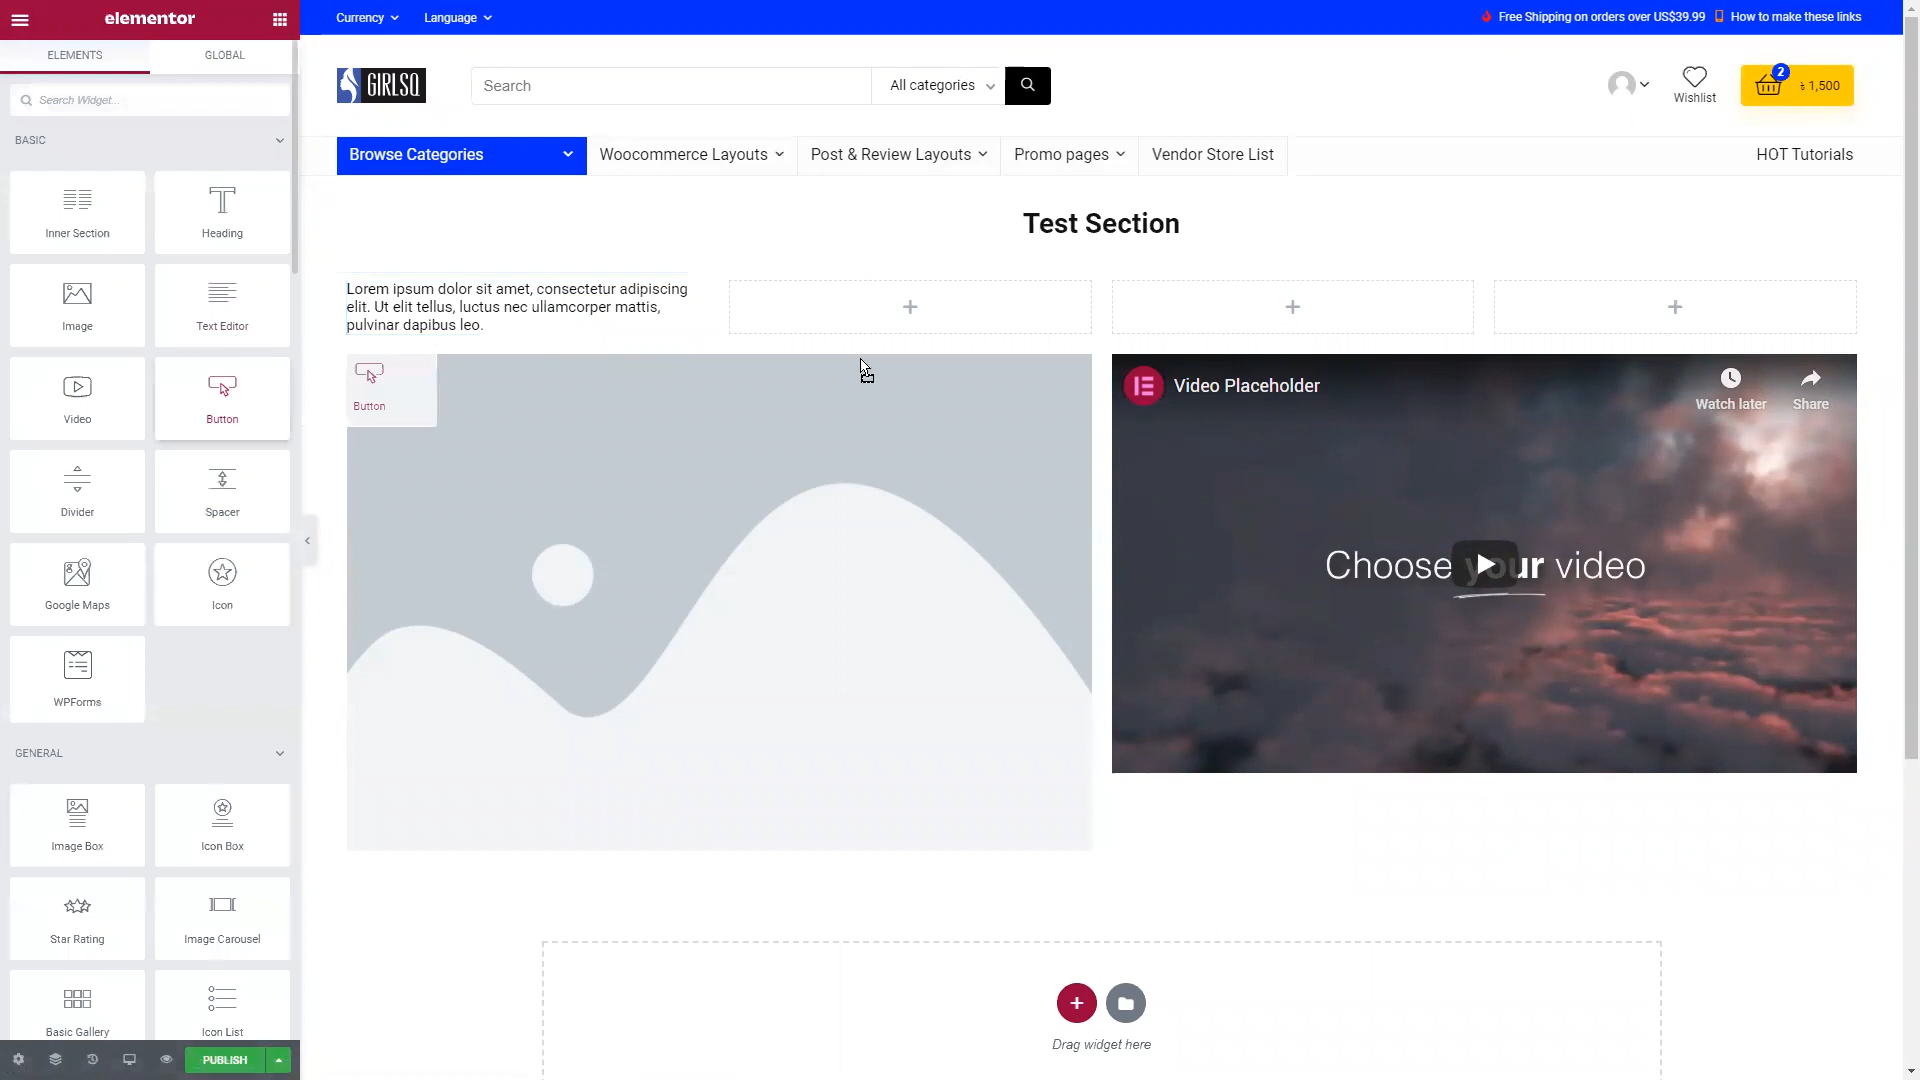 elementor
ELEMENTS
GLOBAL
Search Widget...
BASIC
Inner Section
Heading
Image
Text Editor
Video
Button
Divider
Spacer
Google Maps
Icon
WPForms
GENERAL
Image Box
Icon Box
Star Rating
Image Carousel
Basic Gallery
Icon List
PUBLISH
Currency
Language
Free Shipping on orders over US$39.99
How to make these links
GIRLSQ
Search
All categories
Wishlist
2
৳ 1,500
Browse Categories
Woocommerce Layouts
Post & Review Layouts
Promo pages
Vendor Store List
HOT Tutorials
Test Section
Lorem ipsum dolor sit amet, consectetur adipiscing
elit. Ut elit tellus, luctus nec ullamcorper mattis,
pulvinar dapibus leo.
Button
Video Placeholder
Watch later
Share
Choose your video
Drag widget here